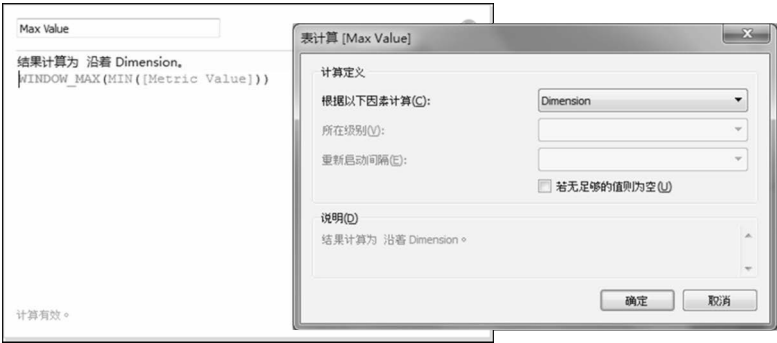 Max Value
结果计算为 沿着 Dimension。
WINDOW_MAX(MIN([Metric Value]))
计算有效。
表计算 [Max Value]
计算定义
根据以下因素计算(C):
Dimension
所在级别(V):
重新启动间隔(E):
若无足够的值则为空(U)
说明(D)
结果计算为 沿着 Dimension。
确定
取消